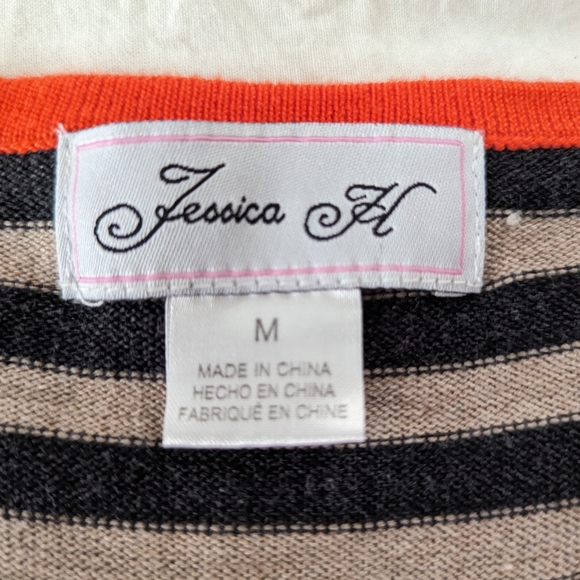 Jessica H
M
MADE IN CHINA
HECHO EN CHINA
FABRIQUÉ EN CHINE